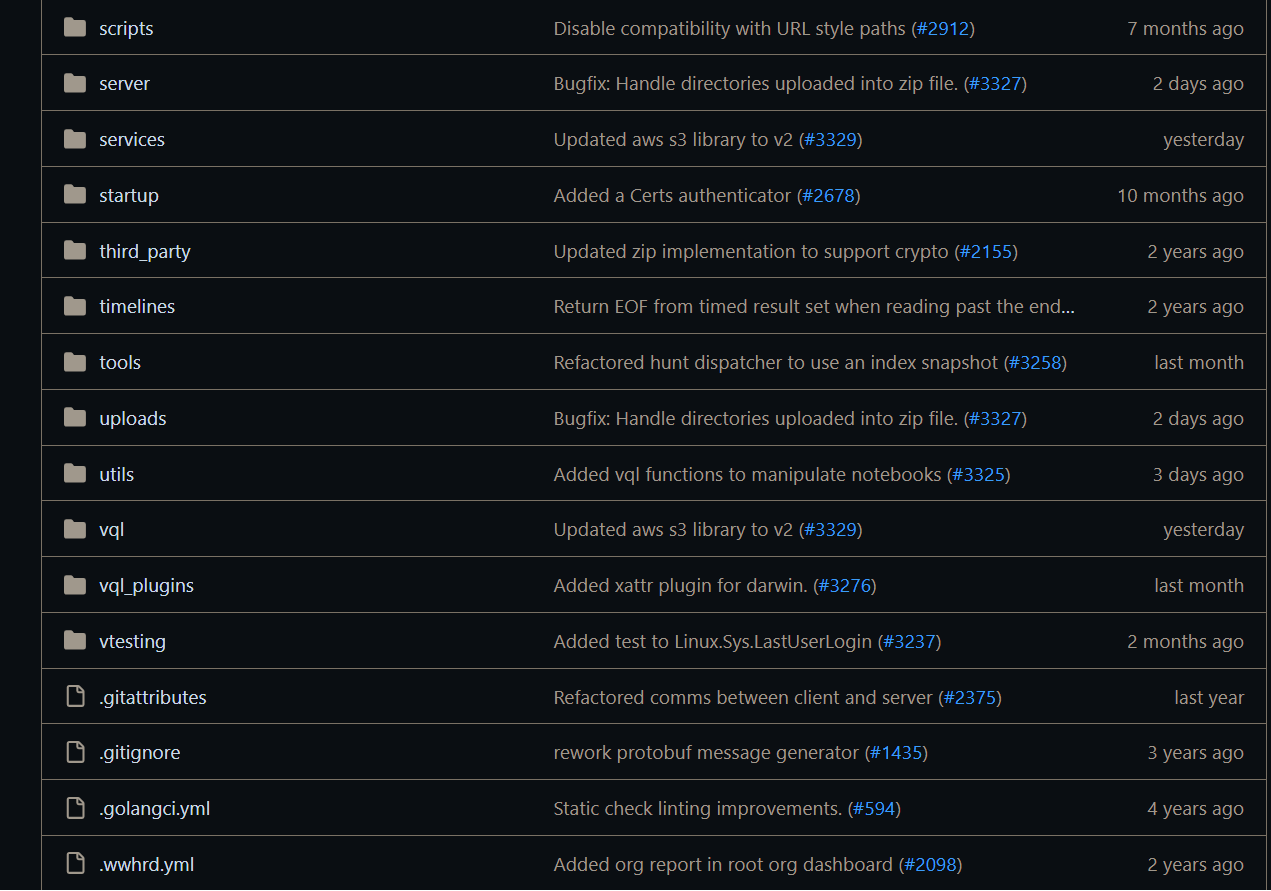 scripts Disable compatibility with URL style paths (#2912) 7 months ago
server Bugfix: Handle directories uploaded into zip file. (#3327) 2 days ago
services Updated aws s3 library to v2 (#3329) yesterday
startup Added a Certs authenticator (#2678) 10 months ago
third_party Updated zip implementation to support crypto (#2155) 2 years ago
timelines Return EOF from timed result set when reading past the end... 2 years ago
tools Refactored hunt dispatcher to use an index snapshot (#3258) last month
uploads Bugfix: Handle directories uploaded into zip file. (#3327) 2 days ago
utils Added vql functions to manipulate notebooks (#3325) 3 days ago
vql Updated aws s3 library to v2 (#3329) yesterday
vql_plugins Added xattr plugin for darwin. (#3276) last month
vtesting Added test to Linux.Sys.LastUserLogin (#3237) 2 months ago
.gitattributes Refactored comms between client and server (#2375) last year
.gitignore rework protobuf message generator (#1435) 3 years ago
.golangci.yml Static check linting improvements. (#594) 4 years ago
.wwhrd.yml Added org report in root org dashboard (#2098) 2 years ago